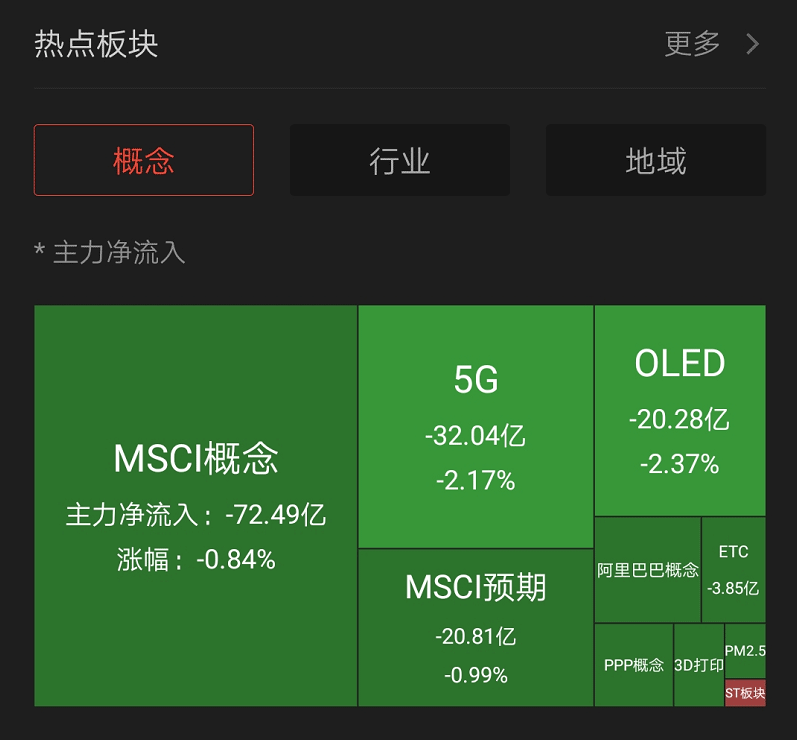 热点板块
更多
概念
行业
地域
* 主力净流入
MSCI概念
主力净流入：-72.49亿
涨幅：-0.84%
5G
-32.04亿
-2.17%
MSCI预期
-20.81亿
-0.99%
OLED
-20.28亿
-2.37%
阿里巴巴概念
ETC
-3.85亿
PPP概念
3D打印
PM2.5
ST板块